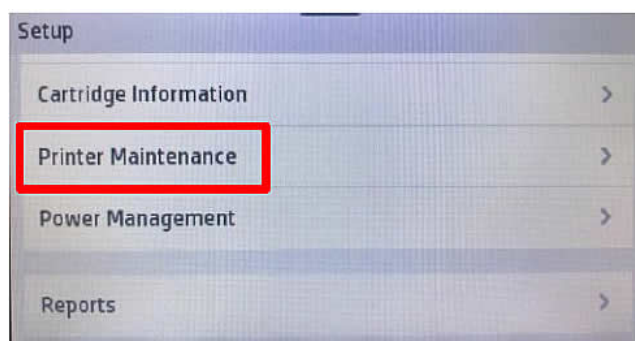 Setup
Cartridge Information
Printer Maintenance
Power Management
Reports